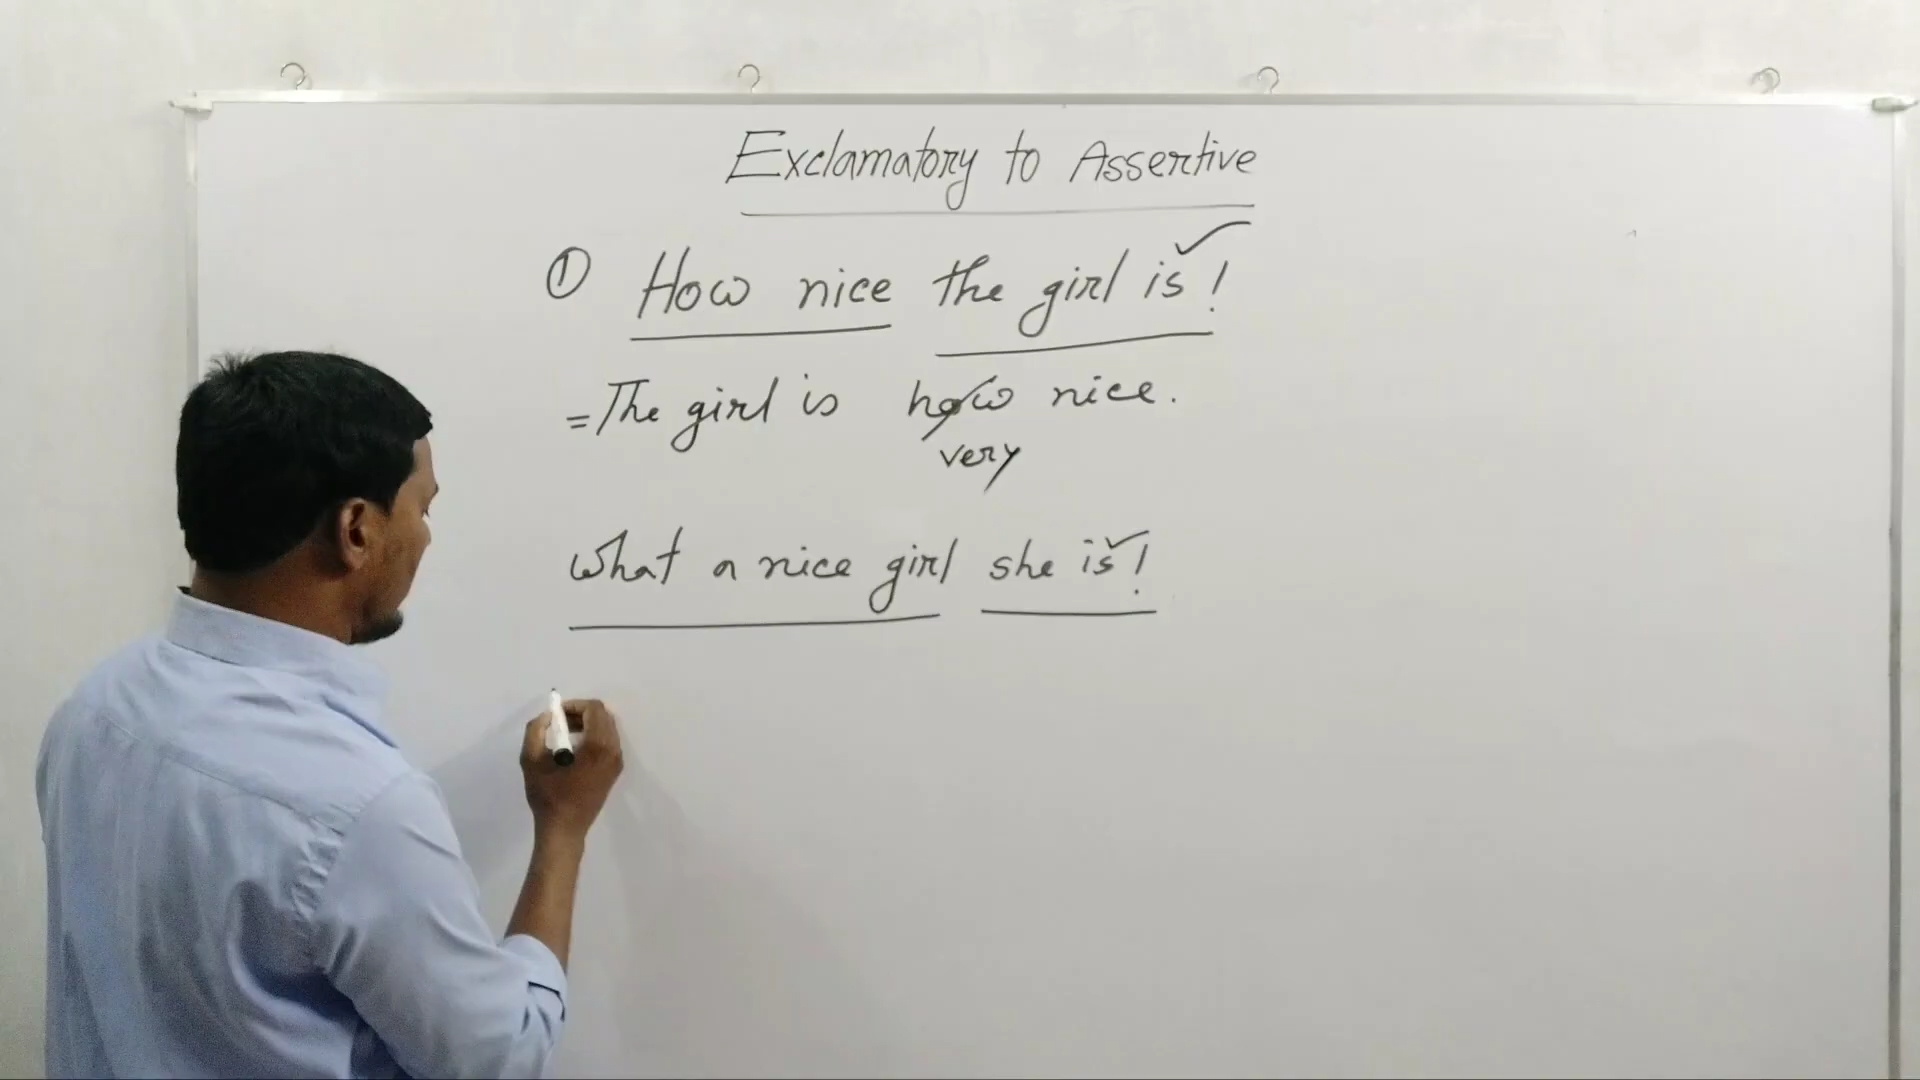 Exclamatory to Assertive
① How nice the girl is!
= The girl is how nice.
very
What a nice girl she is!